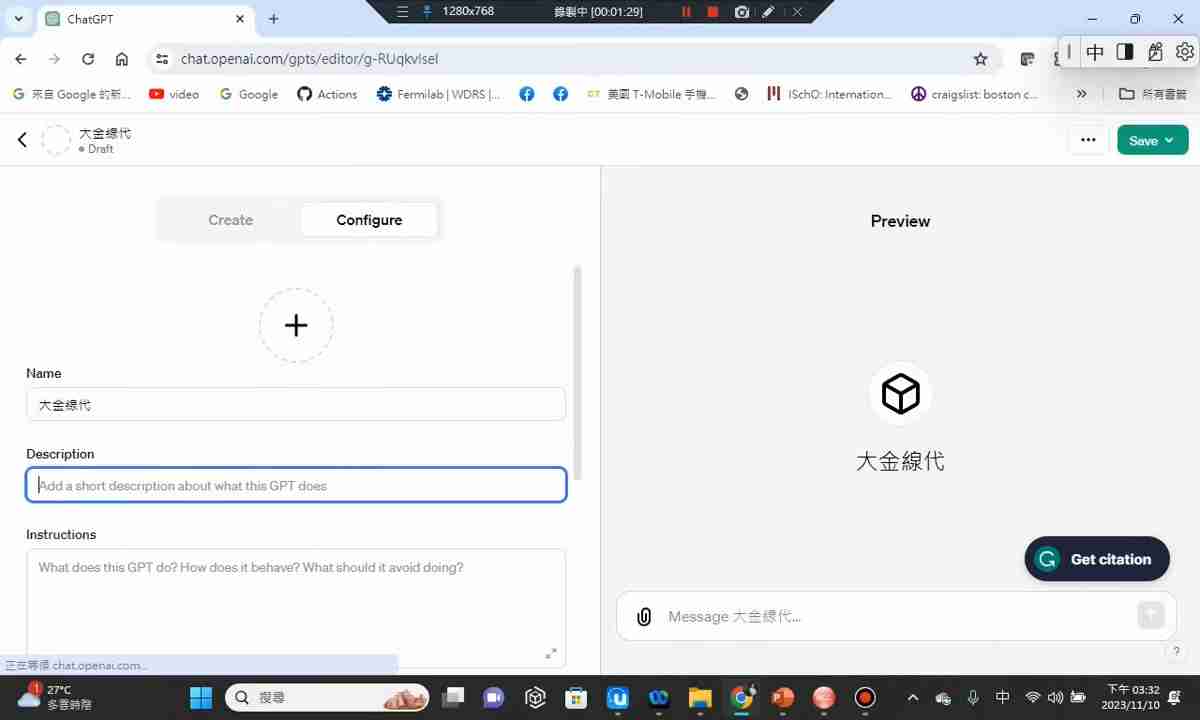 ChatGPT
1280x768
錄製中 [00:01:29]
chat.openai.com/gpts/editor/g-RUqkvIseI
中
來自 Google 的新...
video
Google
Actions
Fermilab | WDRS |...
美國 T-Mobile 手機...
ISchO: Internation...
craigslist: boston c...
所有書籤
大金線代
Draft
Save
Create
Configure
Preview
Name
大金線代
Description
Add a short description about what this GPT does
大金線代
Instructions
What does this GPT do? How does it behave? What should it avoid doing?
Get citation
Message 大金線代...
?
正在等候 chat.openai.com...
1
27°C
多雲時陰
搜尋
中
下午 03:32
2023/11/10